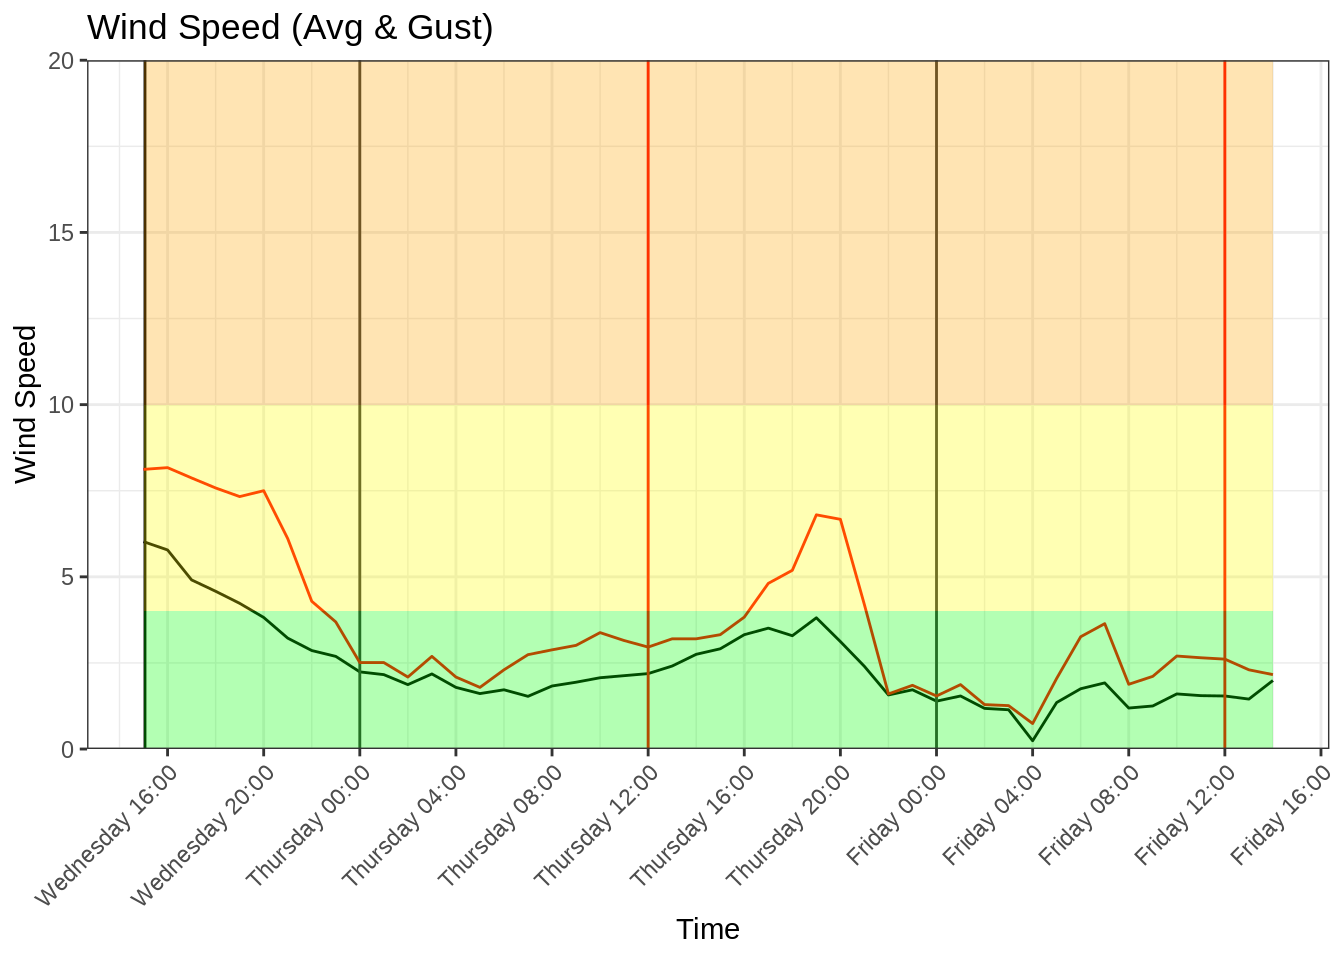 Wind Speed (Avg & Gust)
20
15
10
5
0
Wind Speed
Wednesday 16:00
Wednesday 20:00
Thursday 00:00
Thursday 04:00
Thursday 08:00
Thursday 12:00
Thursday 16:00
Thursday 20:00
Friday 00:00
Friday 04:00
Friday 08:00
Friday 12:00
Friday 16:00
Time